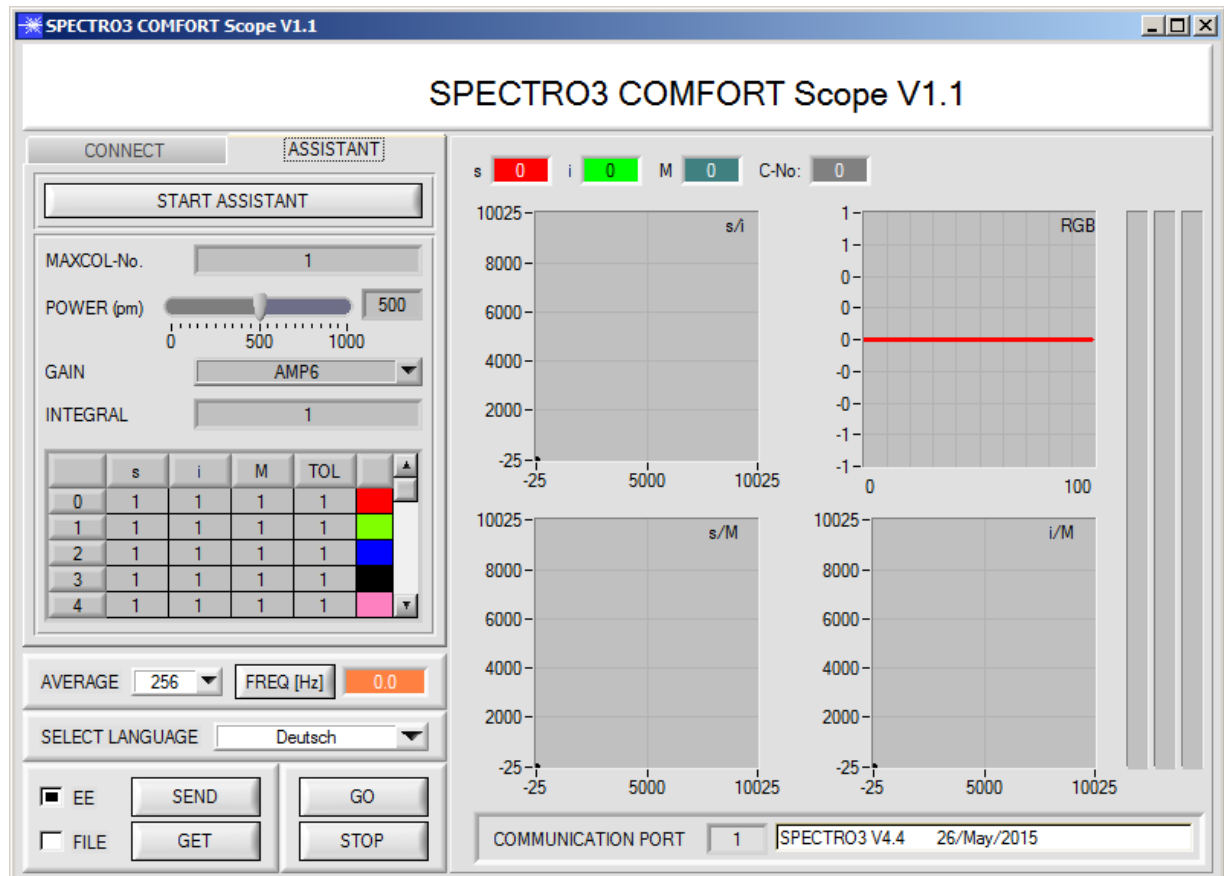 SPECTRO3 COMFORT Scope V1.1
SPECTRO3 COMFORT Scope V1.1
CONNECT ASSISTANT
START ASSISTANT
MAXCOL-No. 1
POWER (pm) 500
0 500 1000
GAIN AMP6
INTEGRAL 1
s i M TOL
0 1 1 1 1
1 1 1 1 1
2 1 1 1 1
3 1 1 1 1
4 1 1 1 1
AVERAGE 256 FREQ [Hz] 0.0
SELECT LANGUAGE Deutsch
EE SEND GO
FILE GET STOP
s 0 i 0 M 0 C-No: 0
s/i
10025
8000
6000
4000
2000
-25
-25 5000 10025
RGB
1
1
0
0
0
-0
-0
-1
-1
0 100
s/M
10025
8000
6000
4000
2000
-25
-25 5000 10025
i/M
10025
8000
6000
4000
2000
-25
-25 5000 10025
COMMUNICATION PORT 1 SPECTRO3 V4.4 26/May/2015